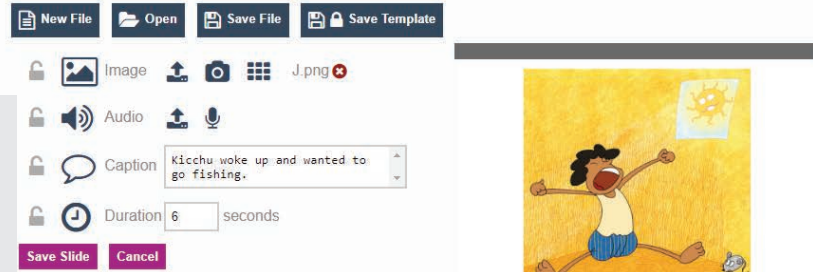 New File Open Save File Save Template
Image J.png
Audio
Caption Kicchu woke up and wanted to
go fishing.
Duration 6 seconds
Save Slide Cancel